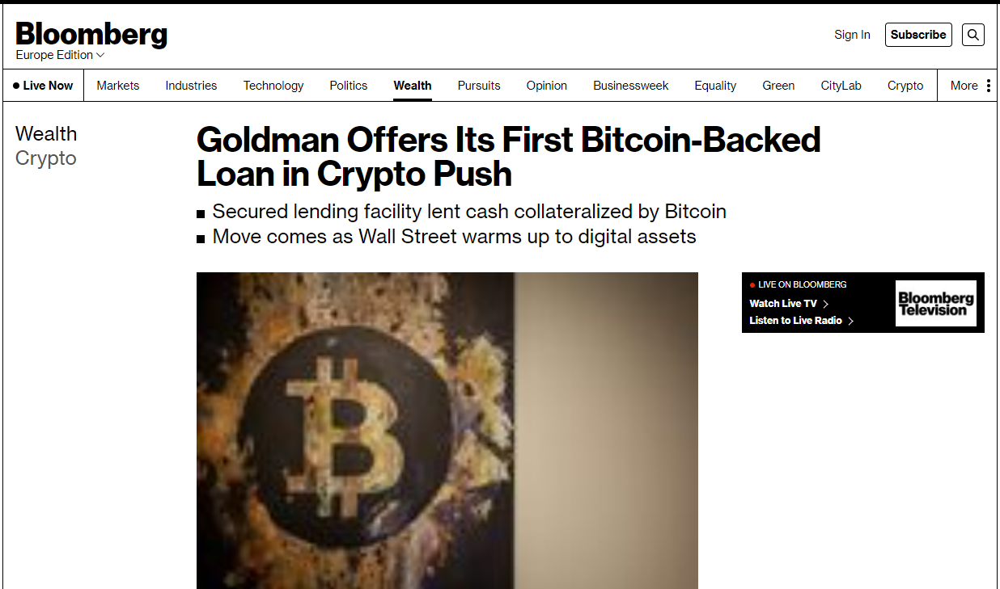 Bloomberg
Europe Edition
Sign In
Subscribe
Live Now
Markets
Industries
Technology
Politics
Wealth
Pursuits
Opinion
Businessweek
Equality
Green
CityLab
Crypto
More
Wealth
Crypto
Goldman Offers Its First Bitcoin-Backed
Loan in Crypto Push
Secured lending facility lent cash collateralized by Bitcoin
Move comes as Wall Street warms up to digital assets
LIVE ON BLOOMBERG
Watch Live TV
Listen to Live Radio
Bloomberg
Television